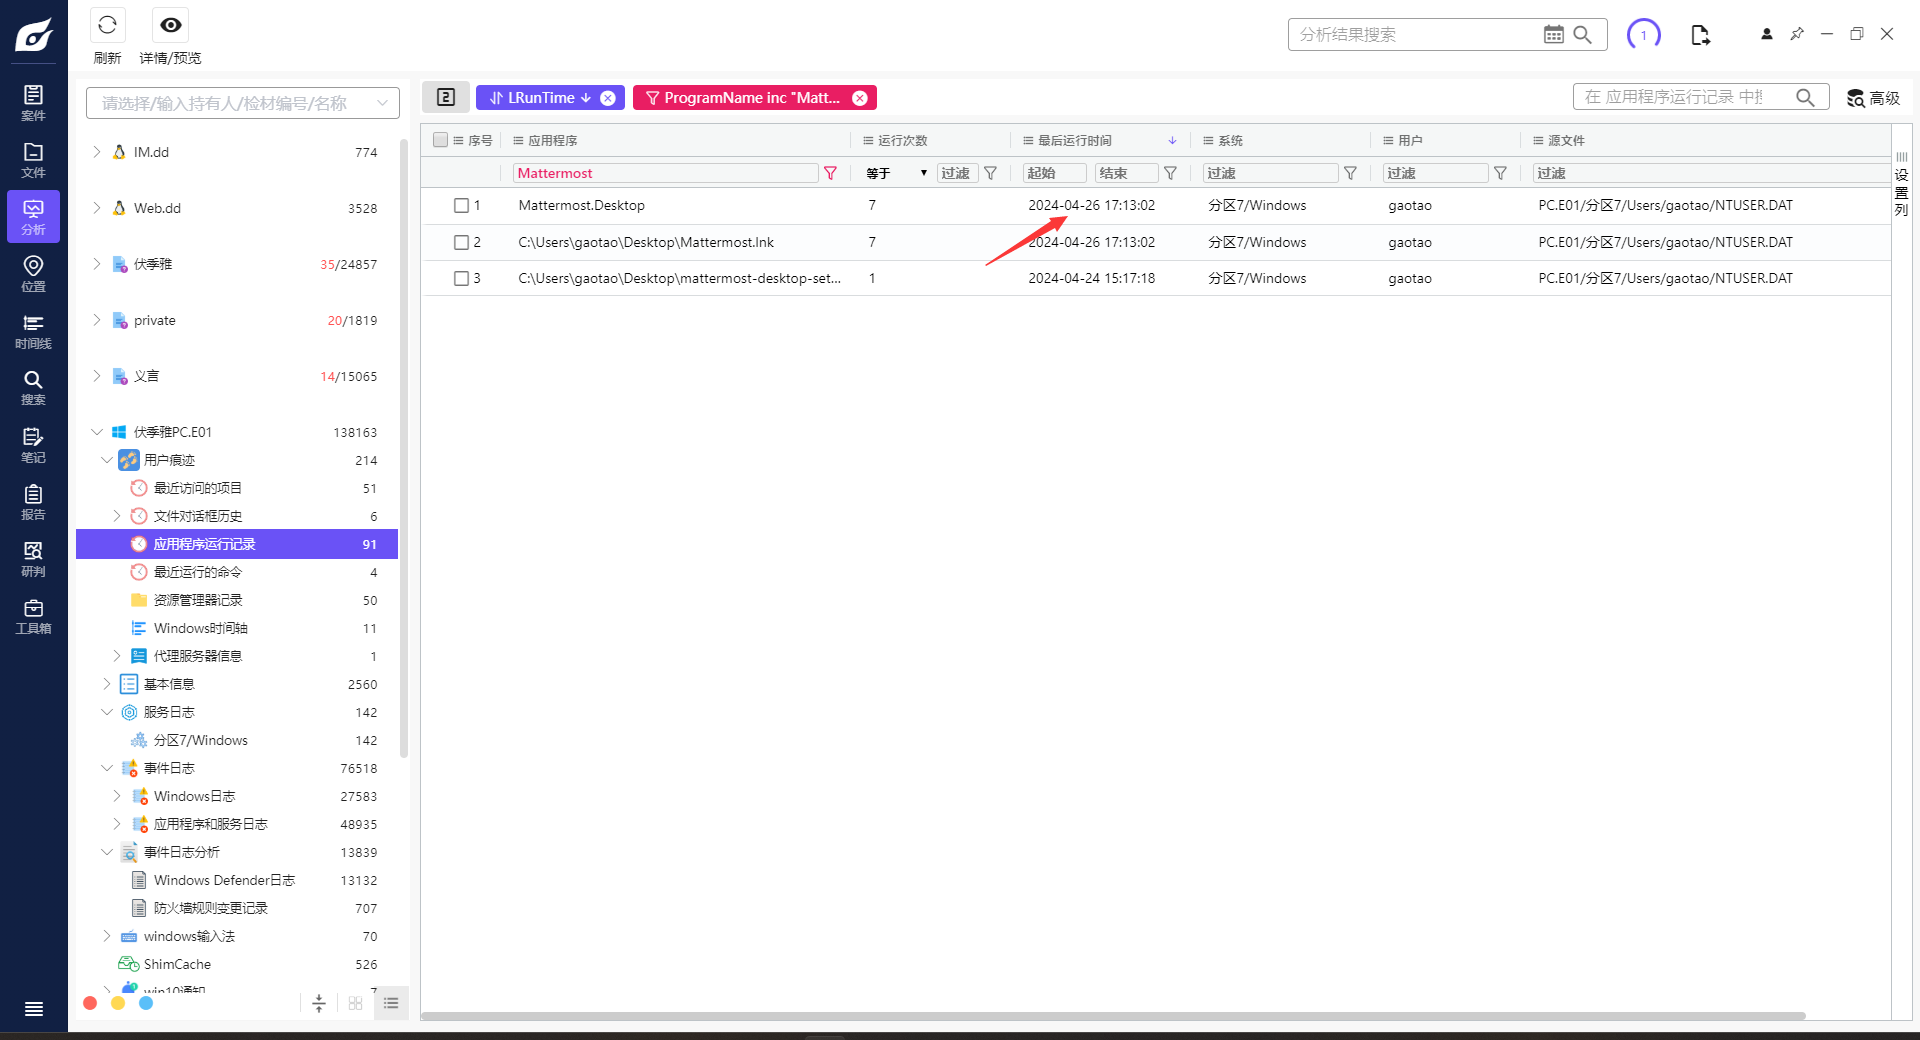 刷新
详情/预览
分析结果搜索
1
案件
文件
分析
位置
时间线
搜索
笔记
报告
研判
工具箱
请选择/输入持有人/检材编号/名称
IM.dd 774
Web.dd 3528
伏季雅 35/24857
private 20/1819
义言 14/15065
伏季雅PC.E01 138163
用户痕迹 214
最近访问的项目 51
文件对话框历史 6
应用程序运行记录 91
最近运行的命令 4
资源管理器记录 50
Windows时间轴 11
代理服务器信息 1
基本信息 2560
服务日志 142
分区7/Windows 142
事件日志 76518
Windows日志 27583
应用程序和服务日志 48935
事件日志分析 13839
Windows Defender日志 13132
防火墙规则变更记录 707
windows输入法 70
ShimCache 526
win10通知 7
2 LRunTime ProgramName inc "Matt...
在 应用程序运行记录 中
高级
序号 应用程序 运行次数 最后运行时间 系统 用户 源文件
Mattermost 等于 过滤 起始 结束 过滤 过滤 过滤
1 Mattermost.Desktop 7 2024-04-26 17:13:02 分区7/Windows gaotao PC.E01/分区7/Users/gaotao/NTUSER.DAT
2 C:\Users\gaotao\Desktop\Mattermost.lnk 7 2024-04-26 17:13:02 分区7/Windows gaotao PC.E01/分区7/Users/gaotao/NTUSER.DAT
3 C:\Users\gaotao\Desktop\mattermost-desktop-set... 1 2024-04-24 15:17:18 分区7/Windows gaotao PC.E01/分区7/Users/gaotao/NTUSER.DAT
设置列